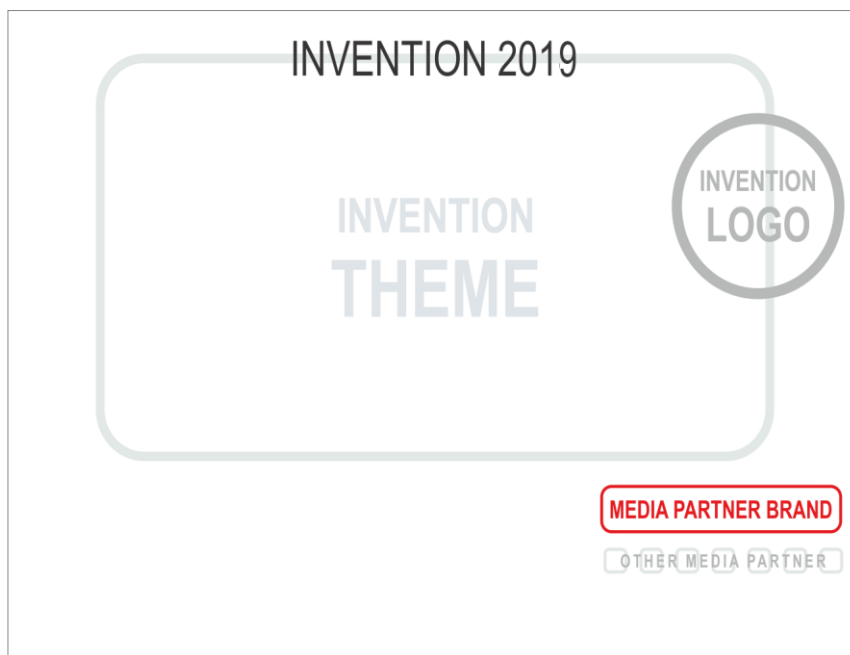 INVENTION 2019
INVENTION
LOGO
INVENTION
THEME
MEDIA PARTNER BRAND
OTHER MEDIA PARTNER